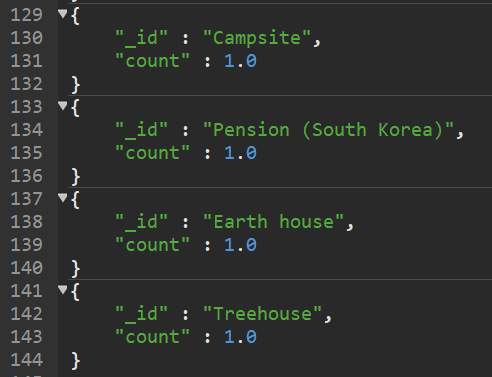 129 {
130 "_id" : "Campsite",
131 "count" : 1.0
132 }
133 {
134 "_id" : "Pension (South Korea)",
135 "count" : 1.0
136 }
137 {
138 "_id" : "Earth house",
139 "count" : 1.0
140 }
141 {
142 "_id" : "Treehouse",
143 "count" : 1.0
144 }